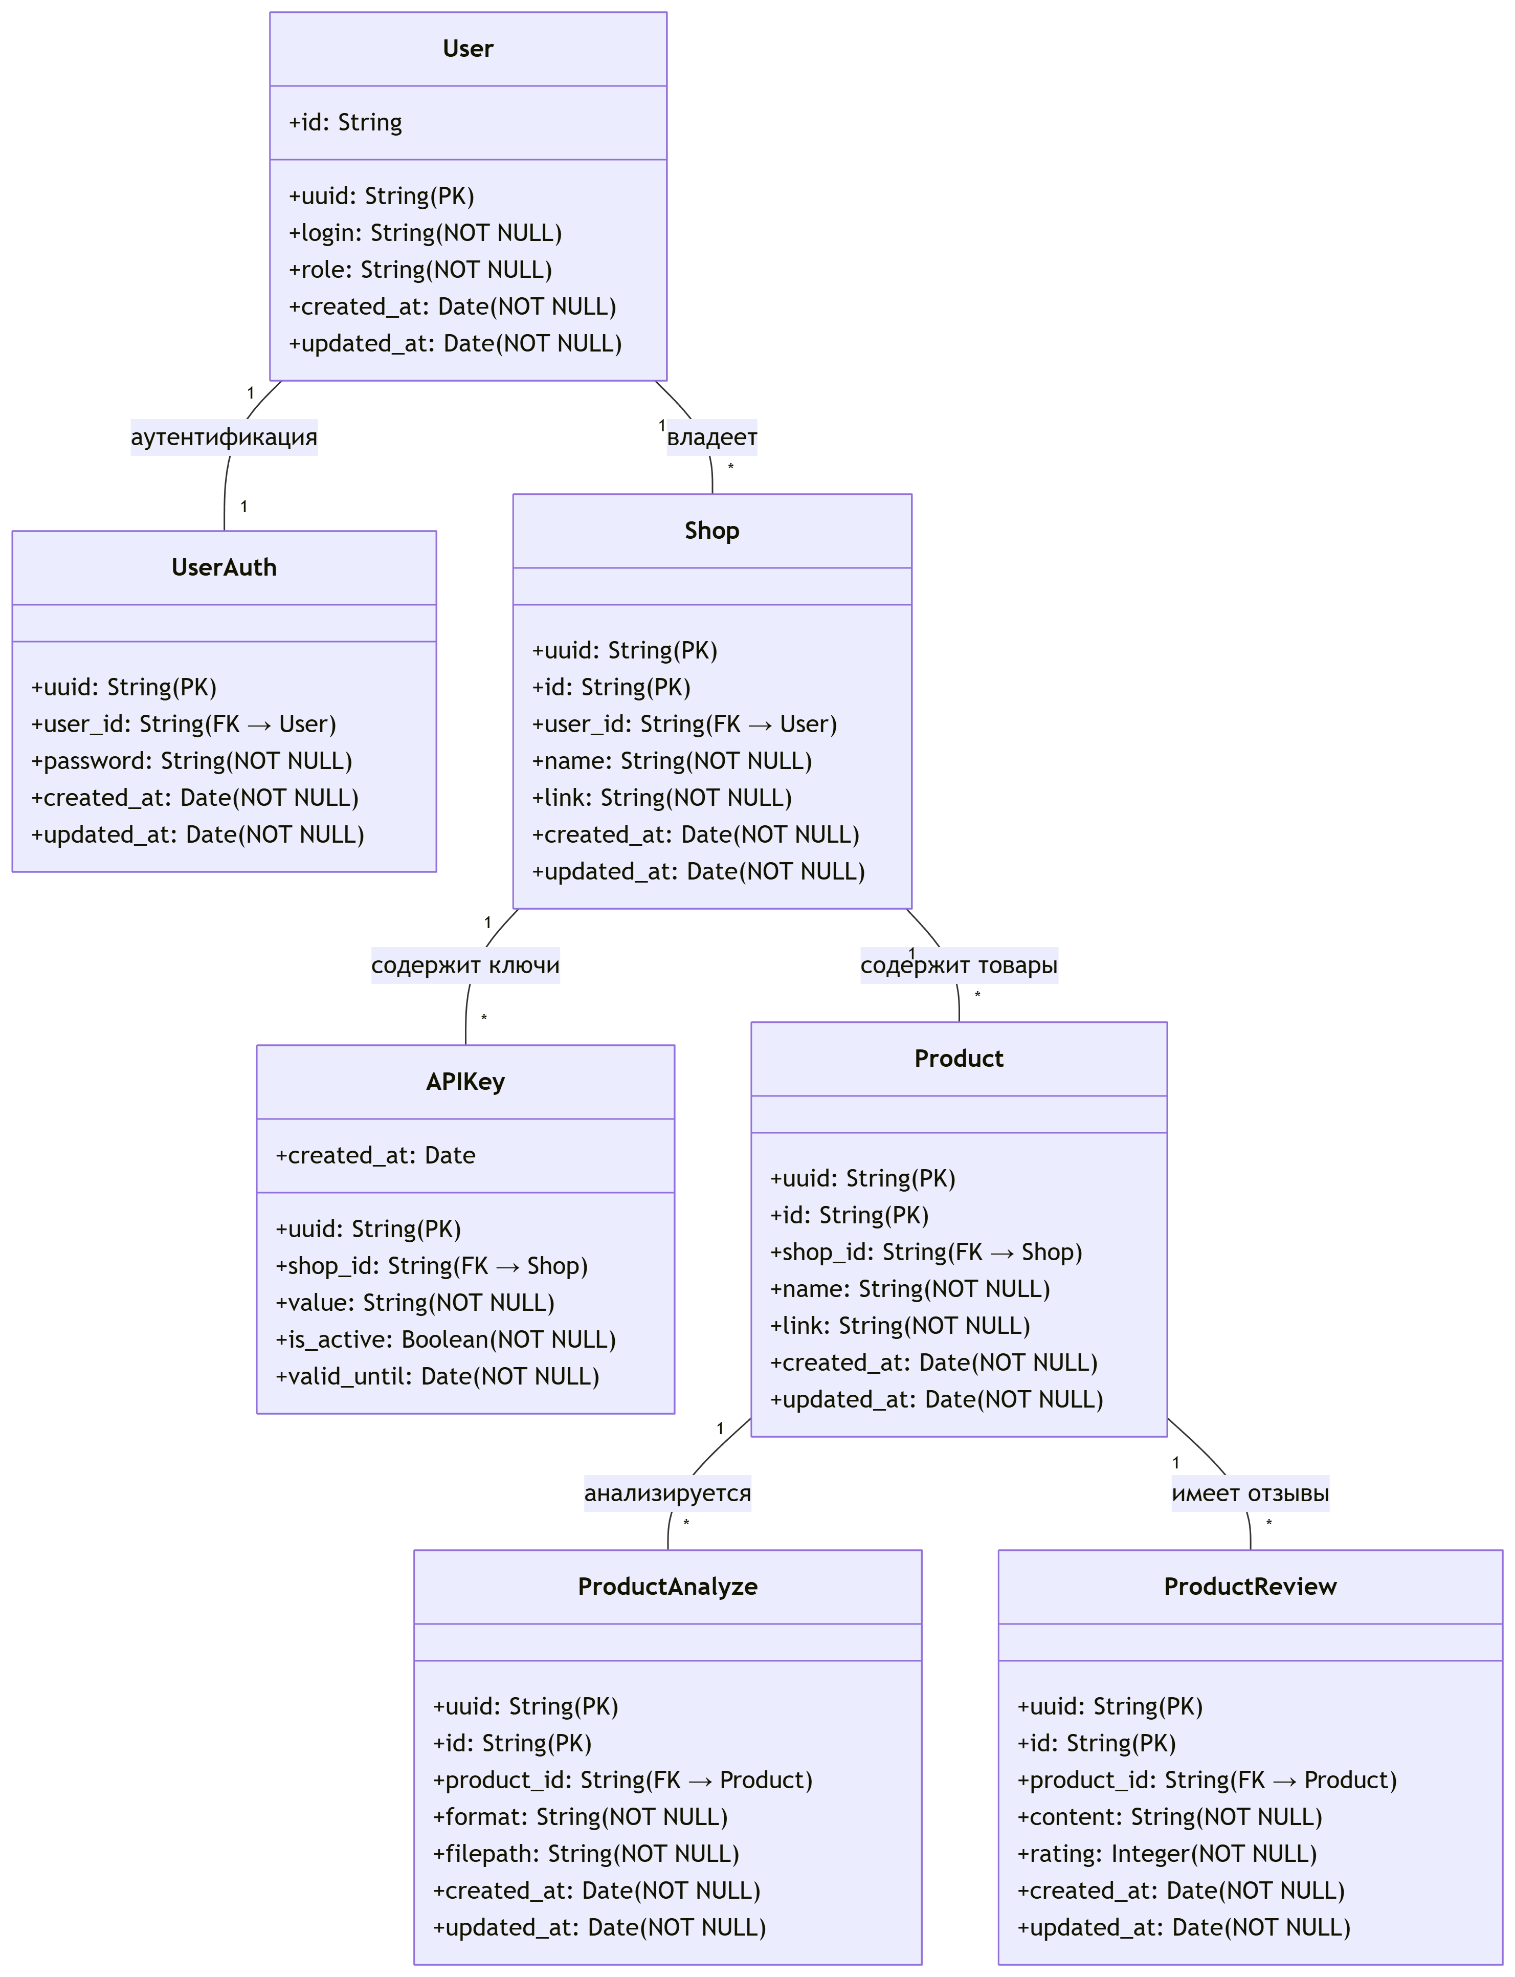 User
+id: String
+uuid: String(PK)
+login: String(NOT NULL)
+role: String(NOT NULL)
+created_at: Date(NOT NULL)
+updated_at: Date(NOT NULL)
1
аутентификация
1
1
владеет
*
UserAuth
+uuid: String(PK)
+user_id: String(FK → User)
+password: String(NOT NULL)
+created_at: Date(NOT NULL)
+updated_at: Date(NOT NULL)
Shop
+uuid: String(PK)
+id: String(PK)
+user_id: String(FK → User)
+name: String(NOT NULL)
+link: String(NOT NULL)
+created_at: Date(NOT NULL)
+updated_at: Date(NOT NULL)
1
содержит ключи
*
1
содержит товары
*
APIKey
+created_at: Date
+uuid: String(PK)
+shop_id: String(FK → Shop)
+value: String(NOT NULL)
+is_active: Boolean(NOT NULL)
+valid_until: Date(NOT NULL)
Product
+uuid: String(PK)
+id: String(PK)
+shop_id: String(FK → Shop)
+name: String(NOT NULL)
+link: String(NOT NULL)
+created_at: Date(NOT NULL)
+updated_at: Date(NOT NULL)
1
анализируется
*
1
имеет отзывы
*
ProductAnalyze
+uuid: String(PK)
+id: String(PK)
+product_id: String(FK → Product)
+format: String(NOT NULL)
+filepath: String(NOT NULL)
+created_at: Date(NOT NULL)
+updated_at: Date(NOT NULL)
ProductReview
+uuid: String(PK)
+id: String(PK)
+product_id: String(FK → Product)
+content: String(NOT NULL)
+rating: Integer(NOT NULL)
+created_at: Date(NOT NULL)
+updated_at: Date(NOT NULL)